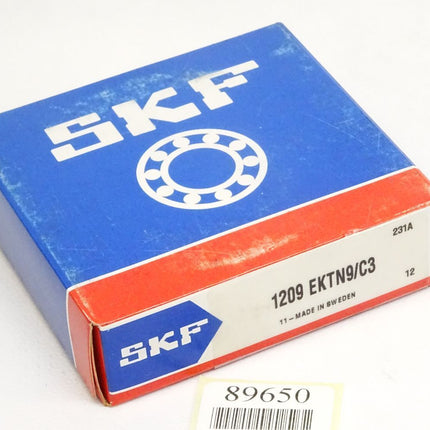 SKF
231A
1209 EKTN9/C3
12
11-MADE IN SWEDEN
SKF
89650